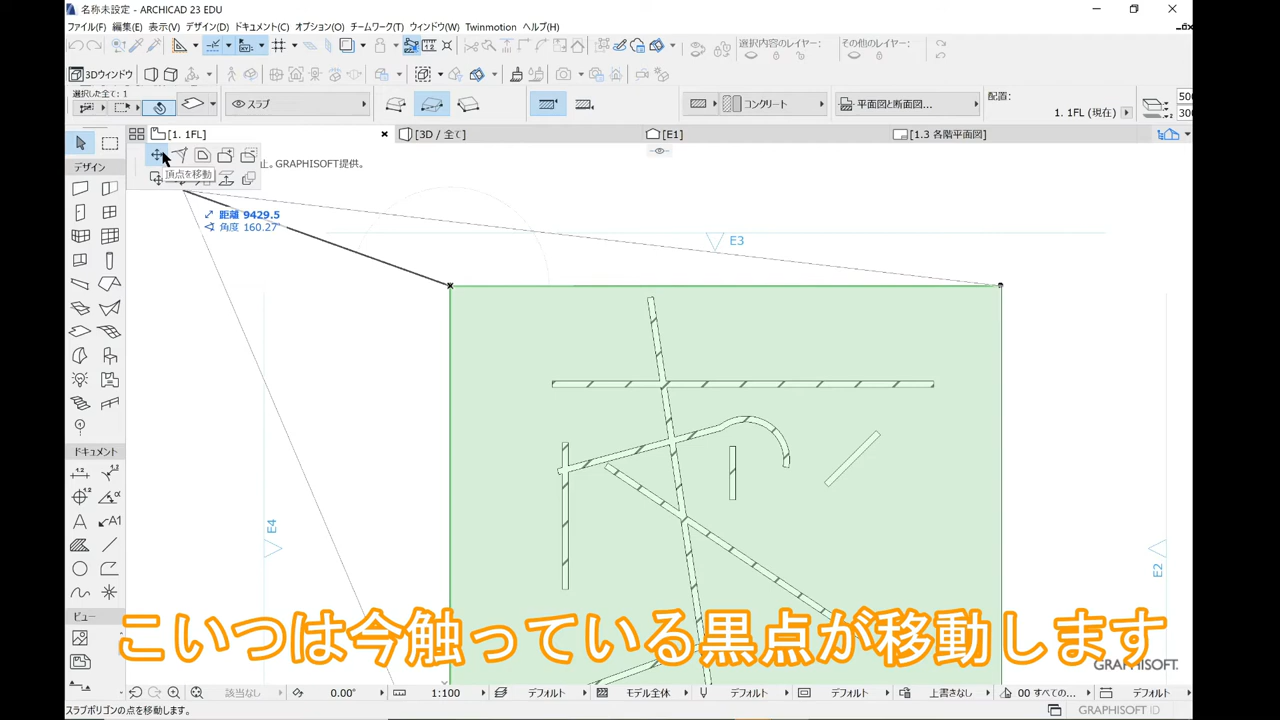 名称未設定 - ARCHICAD 23 EDU
ファイル(F) 編集(E) 表示(V) デザイン(D) ドキュメント(C) オプション(O) チームワーク(T) ウィンドウ(W) Twinmotion ヘルプ(H)
選択内容のレイヤー: その他のレイヤー:
3Dウィンドウ
選択した全て: 1
スラブ
コンクリート
平面図と断面図...
配置:
1. 1FL (現在)
500
300
[1. 1FL]
[3D / 全て]
[E1]
[1.3 各階平面図]
止。GRAPHISOFT提供。
頂点を移動
デザイン
距離 9429.5
角度 160.27°
E3
E4
E2
ドキュメント
1.2
A1
ビュー
こいつは今触っている黒点が移動します
GRAPHISOFT.
該当なし 0.00° 1:100 デフォルト モデル全体 デフォルト デフォルト 上書きなし 00 すべての... デフォルト
スラブポリゴンの点を移動します。
GRAPHISOFT ID